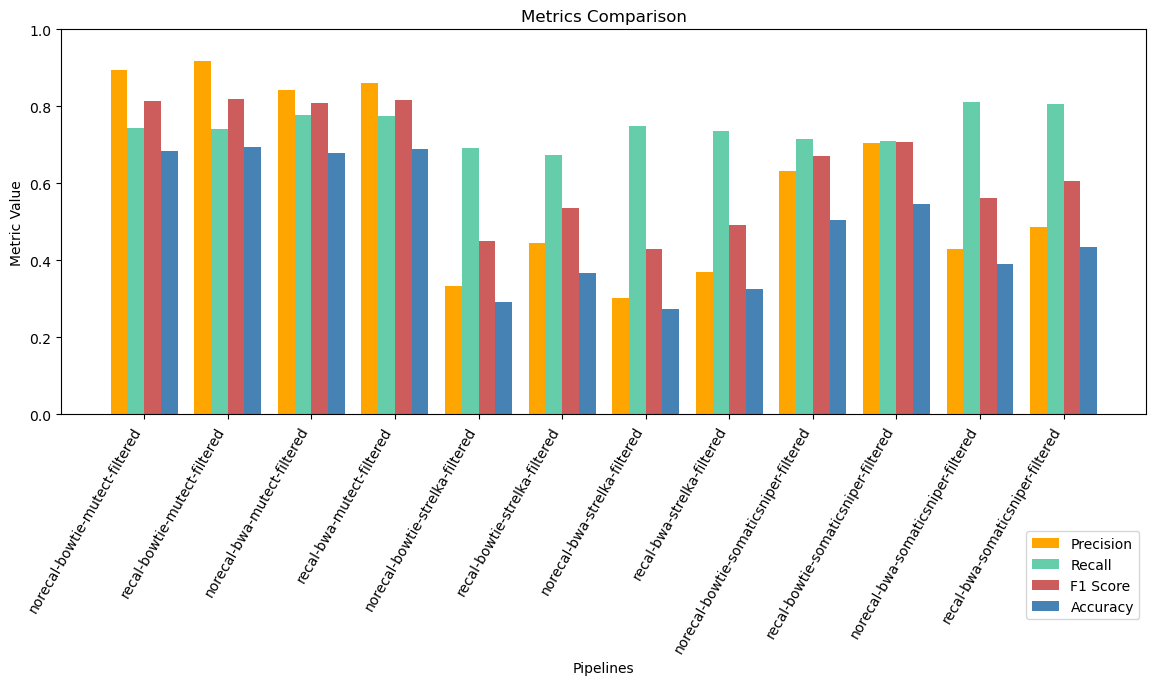 Metrics Comparison
Metric Value
1.0
0.8
0.6
0.4
0.2
0.0
norecal-bowtie-mutect-filtered
recal-bowtie-mutect-filtered
norecal-bwa-mutect-filtered
recal-bwa-mutect-filtered
norecal-bowtie-strelka-filtered
recal-bowtie-strelka-filtered
norecal-bwa-strelka-filtered
recal-bwa-strelka-filtered
norecal-bowtie-somaticsniper-filtered
recal-bowtie-somaticsniper-filtered
norecal-bwa-somaticsniper-filtered
recal-bwa-somaticsniper-filtered
Pipelines
Precision
Recall
F1 Score
Accuracy